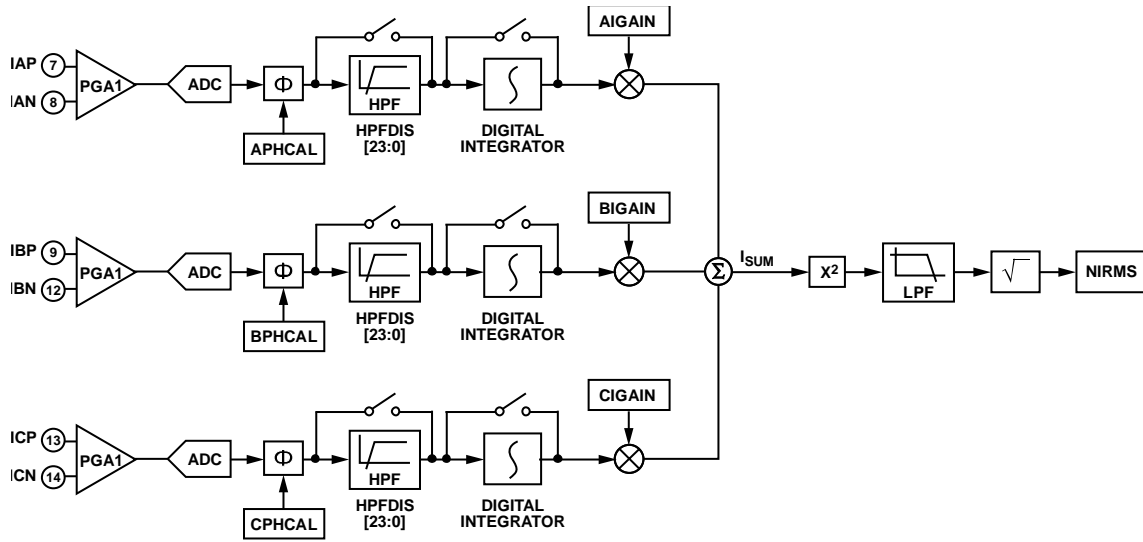 AIGAIN
IAP 7
IAN 8
PGA1
ADC
Φ
HPF
APHCAL
HPFDIS
[23:0]
DIGITAL
INTEGRATOR
BIGAIN
IBP 9
IBN 12
PGA1
ADC
Φ
HPF
BPHCAL
HPFDIS
[23:0]
DIGITAL
INTEGRATOR
Σ
ISUM
X2
LPF
√
NIRMS
CIGAIN
ICP 13
ICN 14
PGA1
ADC
Φ
HPF
CPHCAL
HPFDIS
[23:0]
DIGITAL
INTEGRATOR